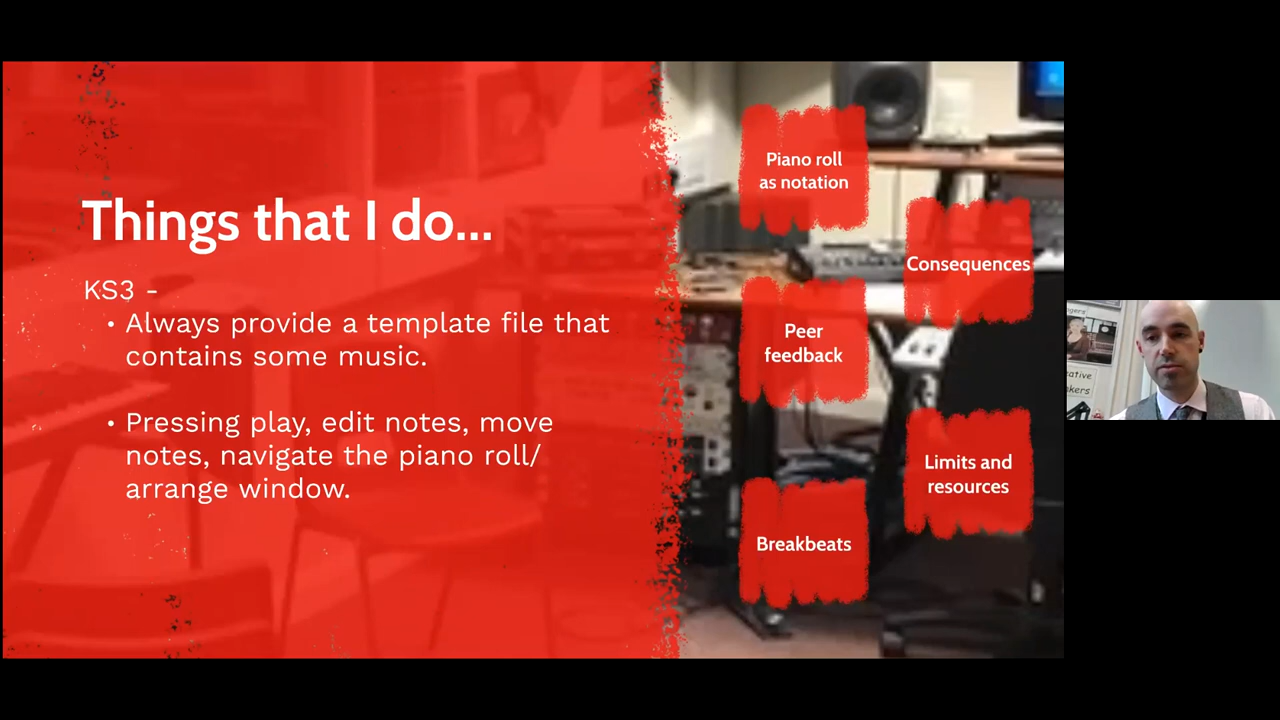 Things that I do...
KS3 -
• Always provide a template file that
contains some music.
• Pressing play, edit notes, move
notes, navigate the piano roll/
arrange window.
Piano roll
as notation
Consequences
Peer
feedback
Limits and
resources
Breakbeats